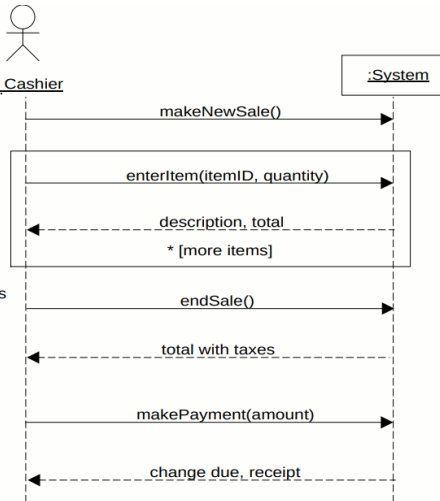 : Cashier
:System
makeNewSale()
enterItem(itemID, quantity)
description, total
* [more items]
endSale()
total with taxes
makePayment(amount)
change due, receipt